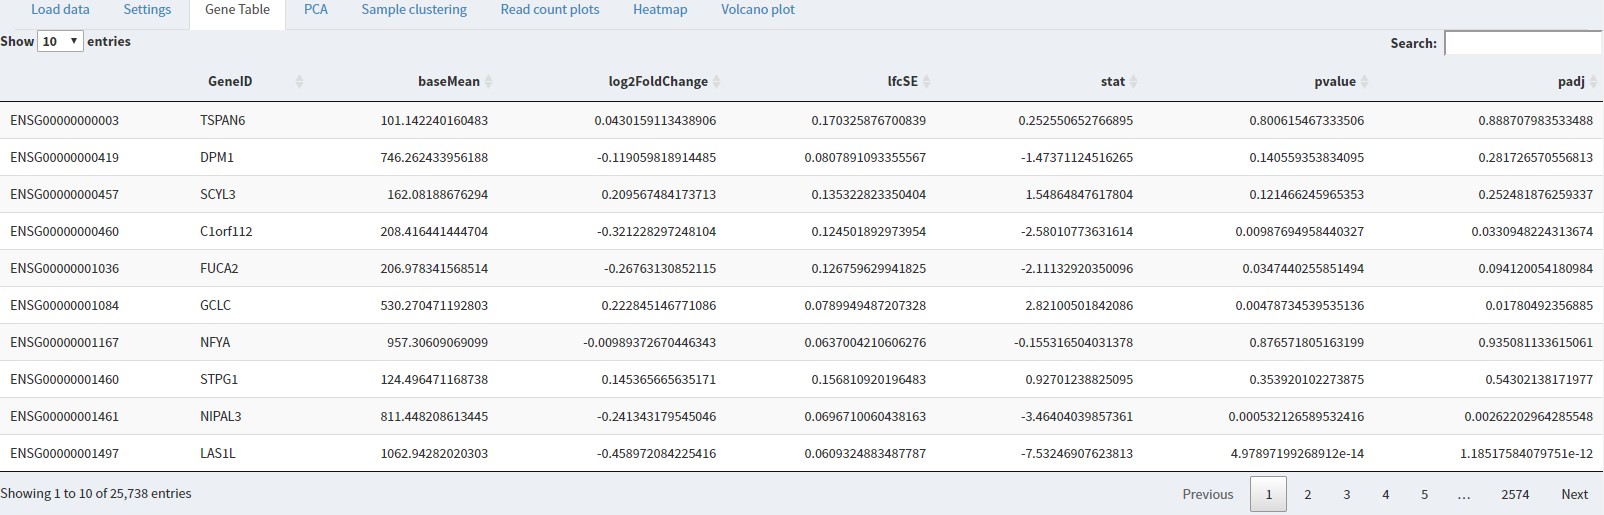 Load data Settings Gene Table PCA Sample clustering Read count plots Heatmap Volcano plot
Show 10 entries Search:
GeneID baseMean log2FoldChange lfcSE stat pvalue padj
ENSG00000000003 TSPAN6 101.142240160483 0.0430159113438906 0.170325876700839 0.252550652766895 0.800615467333506 0.888707983533488
ENSG00000000419 DPM1 746.262433956188 -0.119059818914485 0.0807891093355567 -1.47371124516265 0.140559353834095 0.281726570556813
ENSG00000000457 SCYL3 162.08188676294 0.209567484173713 0.135322823350404 1.54864847617804 0.121466245965353 0.252481876259337
ENSG00000000460 C1orf112 208.416441444704 -0.321228297248104 0.124501892973954 -2.58010773631614 0.00987694958440327 0.0330948224313674
ENSG00000001036 FUCA2 206.978341568514 -0.26763130852115 0.126759629941825 -2.11132920350096 0.0347440255851494 0.094120054180984
ENSG00000001084 GCLC 530.270471192803 0.222845146771086 0.0789949487207328 2.82100501842086 0.00478734539535136 0.01780492356885
ENSG00000001167 NFYA 957.30609069099 -0.00989372670446343 0.0637004210606276 -0.155316504031378 0.876571805163199 0.935081133615061
ENSG00000001460 STPG1 124.496471168738 0.145365665635171 0.156810920196483 0.92701238825095 0.353920102273875 0.54302138171977
ENSG00000001461 NIPAL3 811.448208613445 -0.241343179545046 0.0696710060438163 -3.46404039857361 0.000532126589532416 0.00262202964285548
ENSG00000001497 LAS1L 1062.94282020303 -0.458972084225416 0.0609324883487787 -7.53246907623813 4.97897199268912e-14 1.18517584079751e-12
Showing 1 to 10 of 25,738 entries Previous 1 2 3 4 5 … 2574 Next